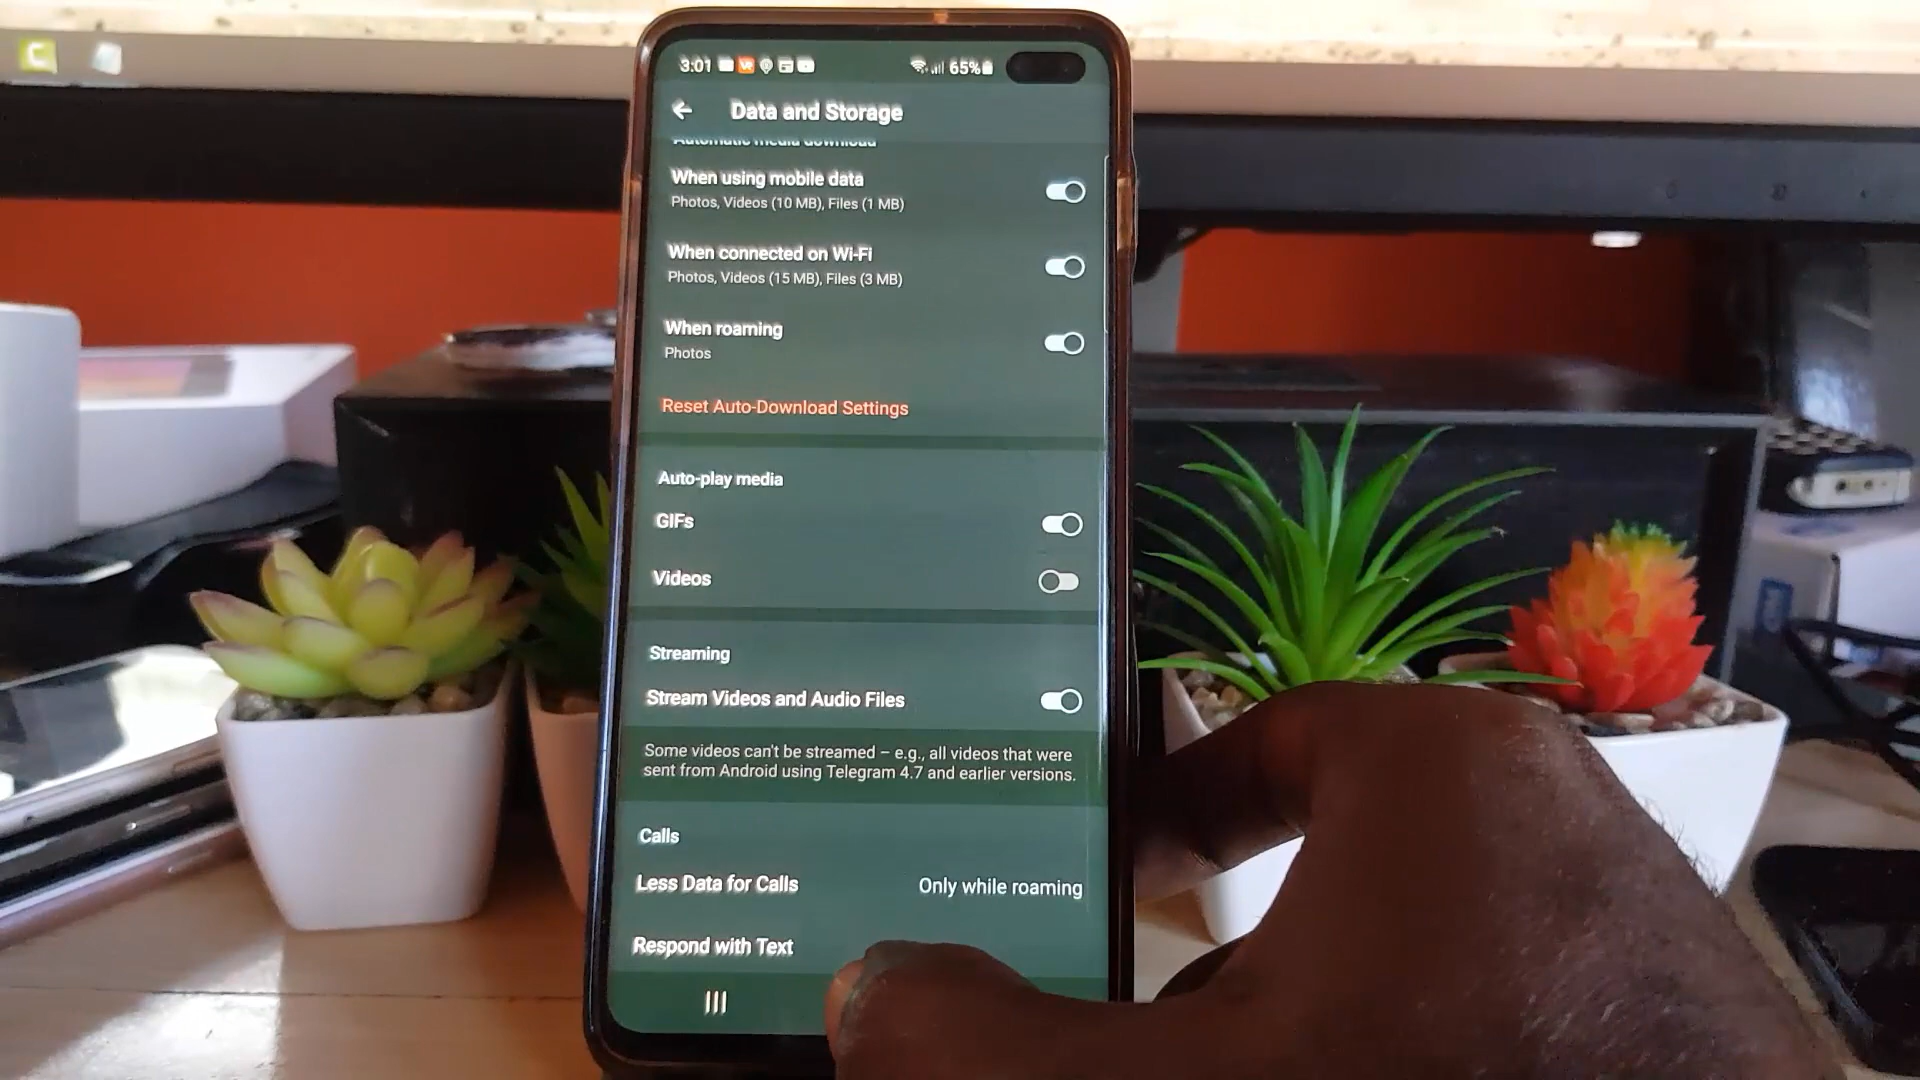 3:01
65%
Data and Storage
Automatic media download
When using mobile data
Photos, Videos (10 MB), Files (1 MB)
When connected on Wi-Fi
Photos, Videos (15 MB), Files (3 MB)
When roaming
Photos
Reset Auto-Download Settings
Auto-play media
GIFs
Videos
Streaming
Stream Videos and Audio Files
Some videos can't be streamed – e.g., all videos that were
sent from Android using Telegram 4.7 and earlier versions.
Calls
Less Data for Calls Only while roaming
Respond with Text